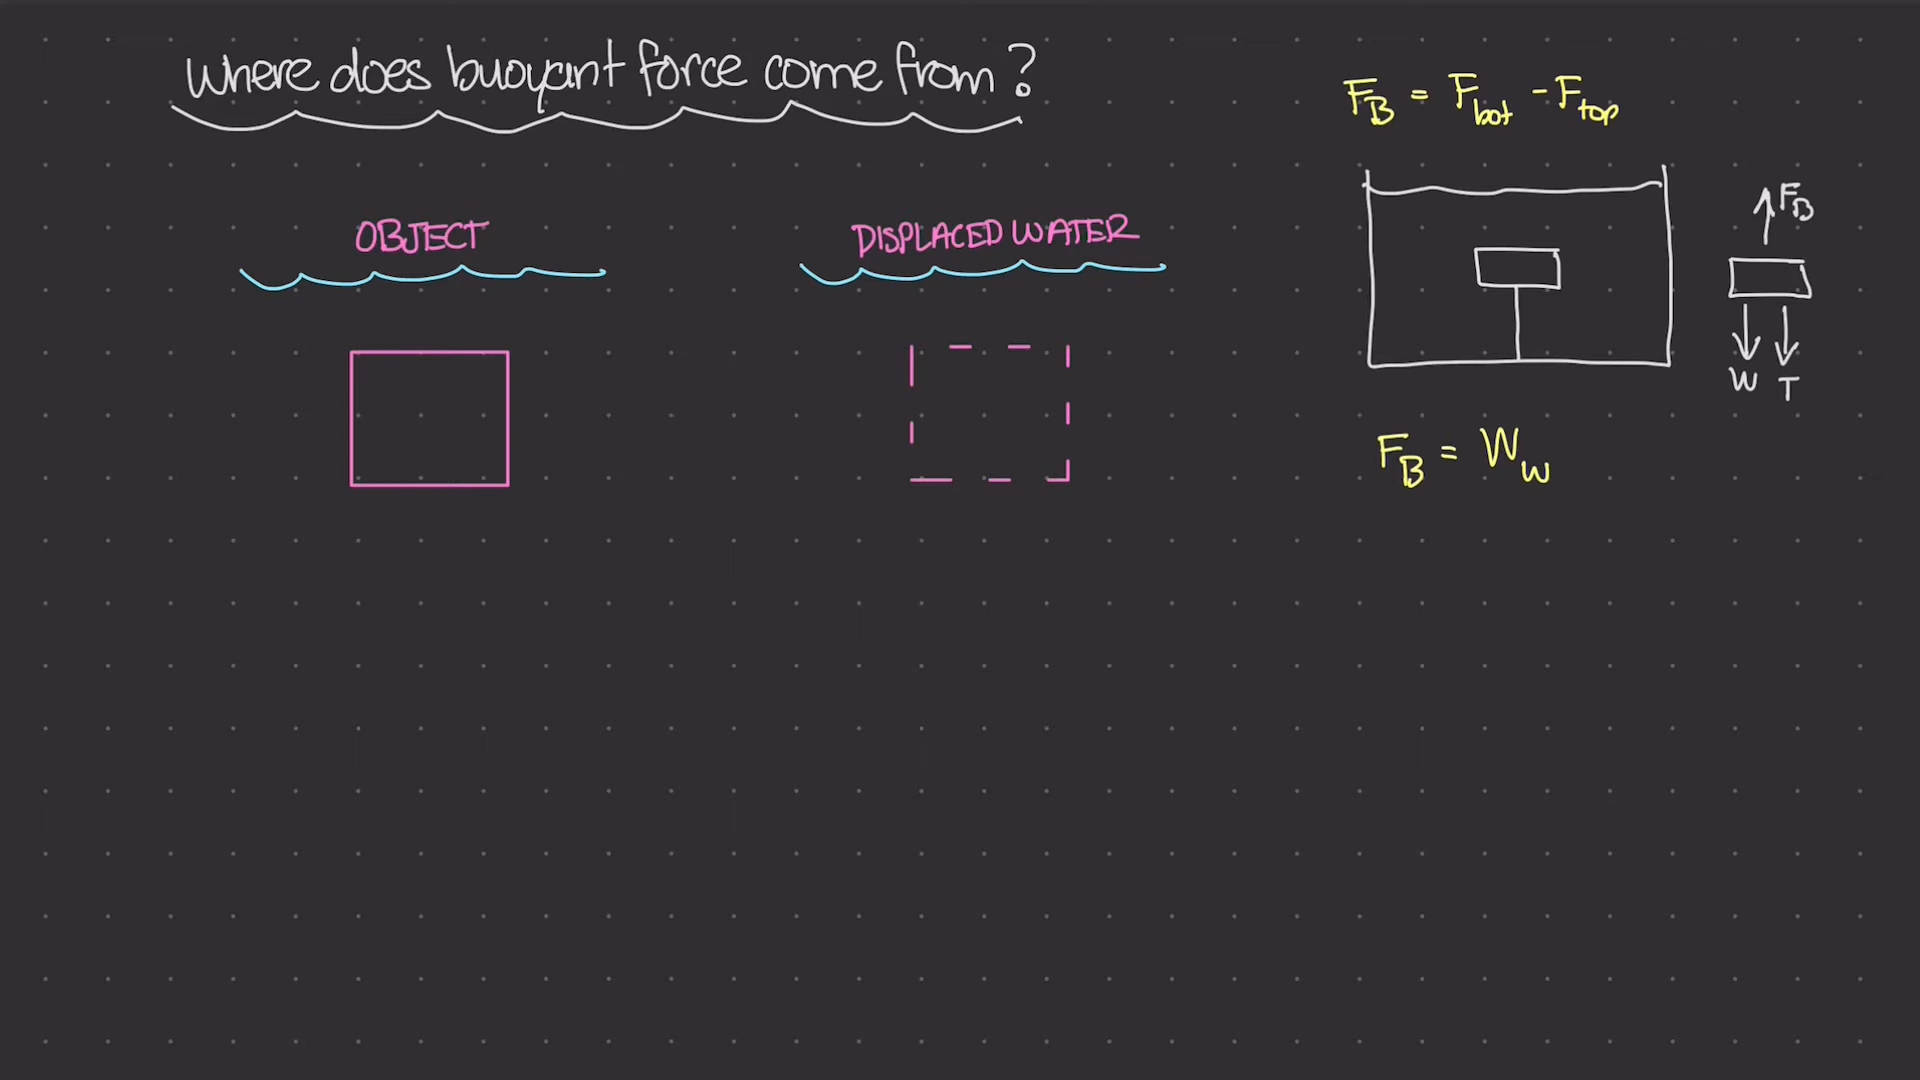 where does buoyant force come from?
F_B = F_bot - F_top
OBJECT
DISPLACED WATER
F_B
W T
F_B = W_w